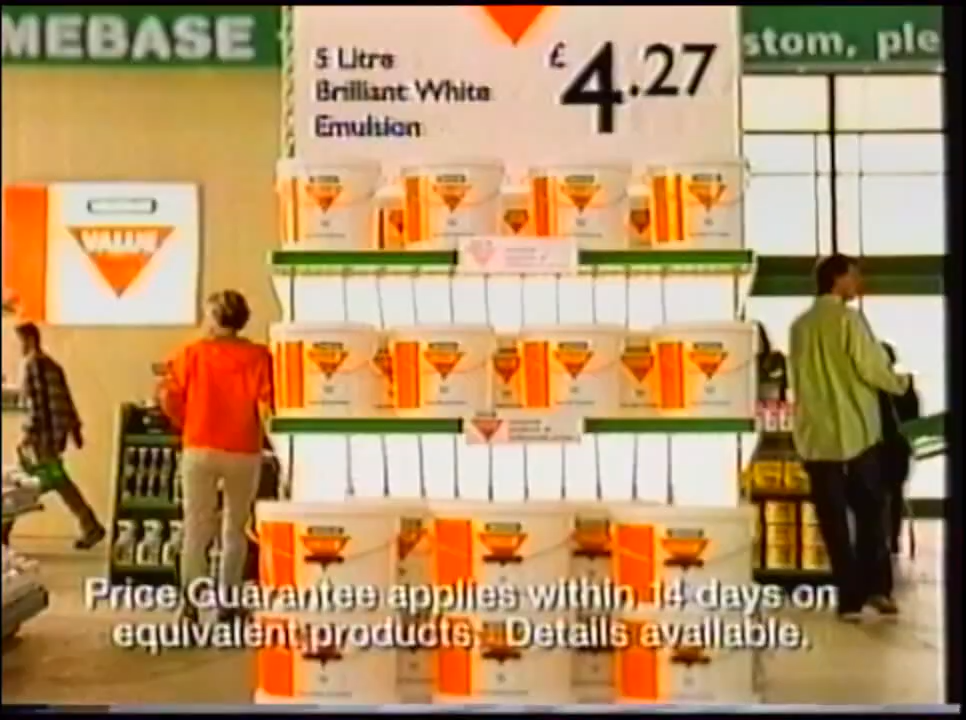 MEBASE
stom, ple
5 Litre
Brilliant White
Emulsion
£4.27
VALUE
Price Guarantee applies within 14 days on
equivalent products. Details available.